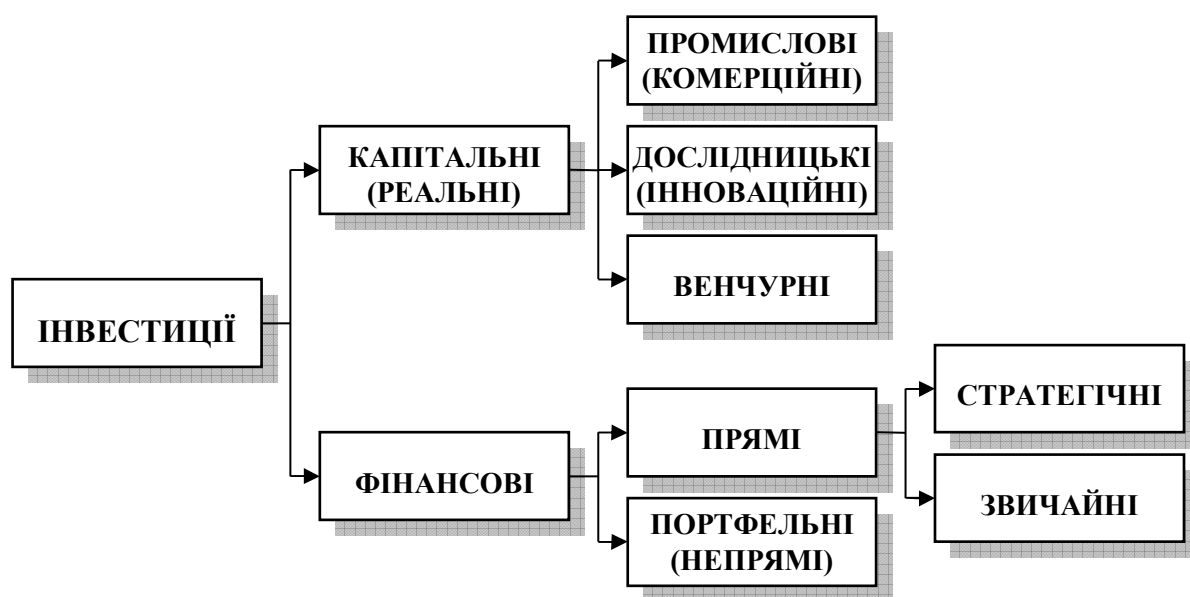 ІНВЕСТИЦІЇ
КАПІТАЛЬНІ
(РЕАЛЬНІ)
ПРОМИСЛОВІ
(КОМЕРЦІЙНІ)
ДОСЛІДНИЦЬКІ
(ІННОВАЦІЙНІ)
ВЕНЧУРНІ
ФІНАНСОВІ
ПРЯМІ
СТРАТЕГІЧНІ
ЗВИЧАЙНІ
ПОРТФЕЛЬНІ
(НЕПРЯМІ)